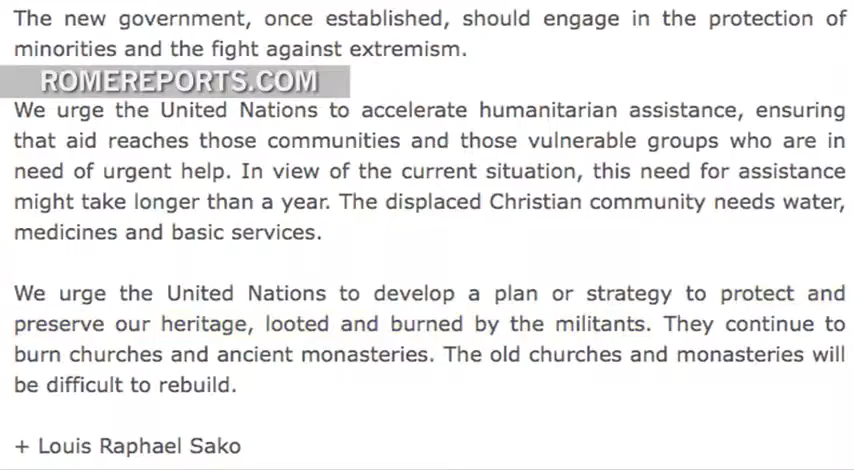 The new government, once established, should engage in the protection of
minorities and the fight against extremism.
ROMEREPORTS.COM
We urge the United Nations to accelerate humanitarian assistance, ensuring
that aid reaches those communities and those vulnerable groups who are in
need of urgent help. In view of the current situation, this need for assistance
might take longer than a year. The displaced Christian community needs water,
medicines and basic services.
We urge the United Nations to develop a plan or strategy to protect and
preserve our heritage, looted and burned by the militants. They continue to
burn churches and ancient monasteries. The old churches and monasteries will
be difficult to rebuild.
+ Louis Raphael Sako